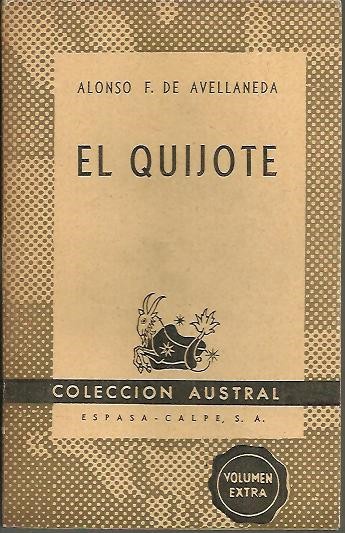 ALONSO F. DE AVELLANEDA
EL QUIJOTE
COLECCION AUSTRAL
ESPASA-CALPE, S. A.
VOLUMEN
EXTRA